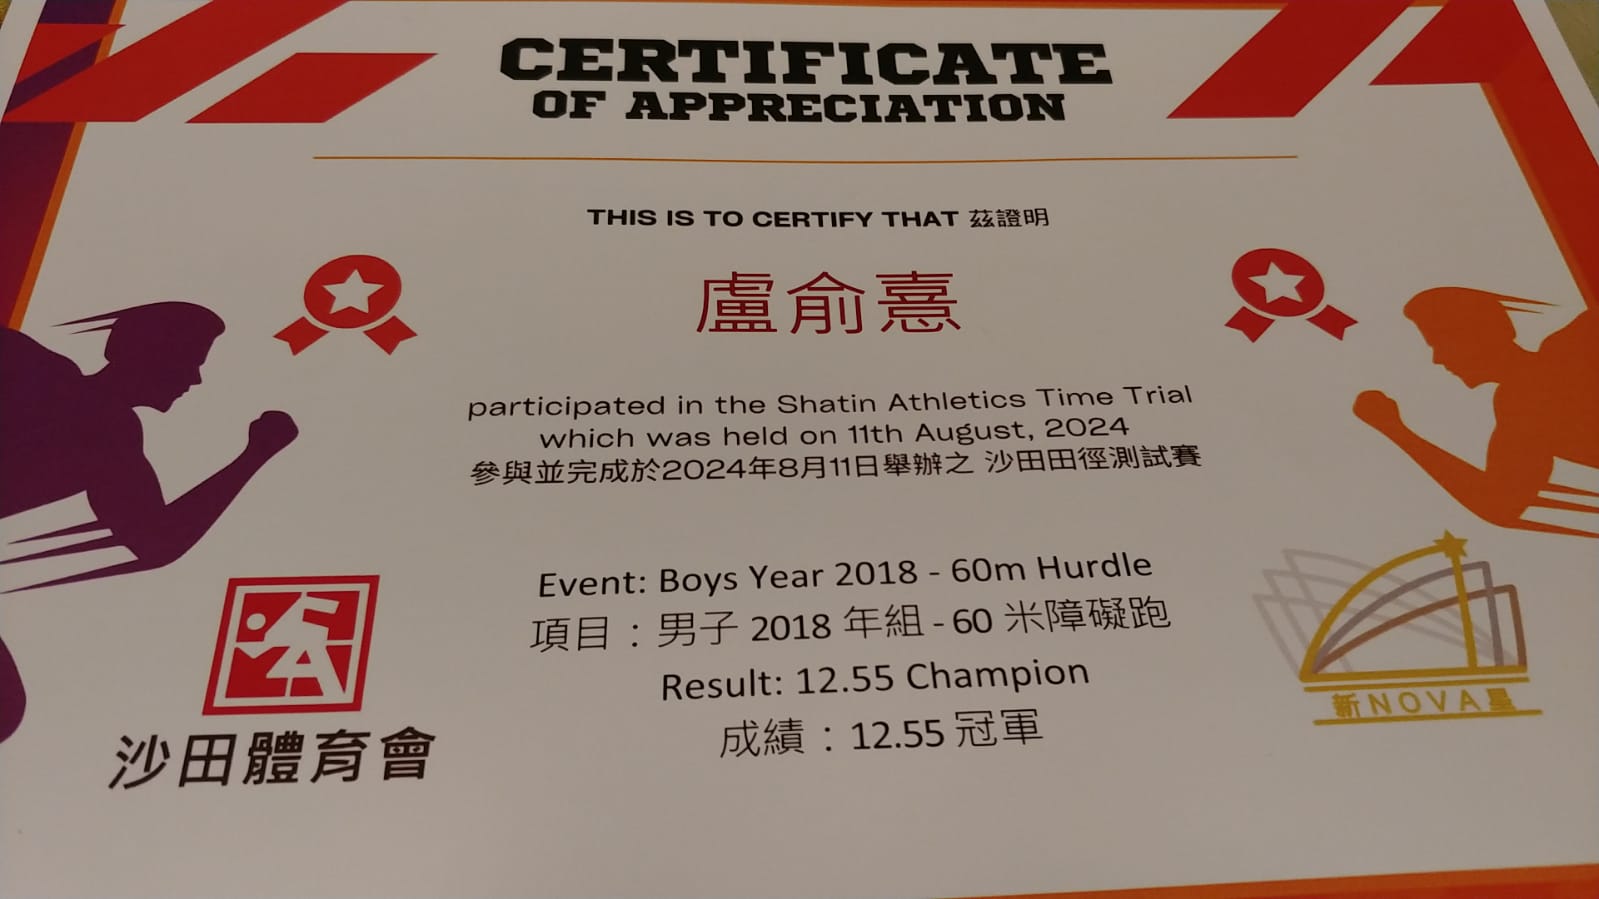 CERTIFICATE
OF APPRECIATION
THIS IS TO CERTIFY THAT 茲證明
盧俞憙
participated in the Shatin Athletics Time Trial
which was held on 11th August, 2024
參與並完成於2024年8月11日舉辦之 沙田田徑測試賽
Event: Boys Year 2018 - 60m Hurdle
項目：男子 2018 年組 - 60 米障礙跑
Result: 12.55 Champion
成績：12.55 冠軍
沙田體育會
新NOVA星